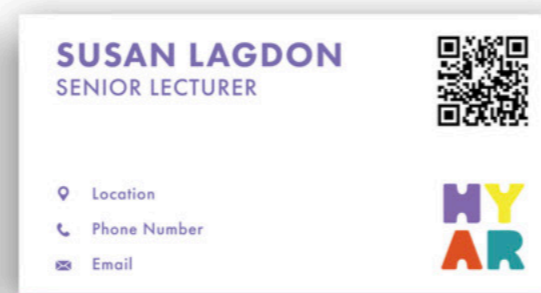 SUSAN LAGDON
SENIOR LECTURER
Location
Phone Number
Email
HY
AR